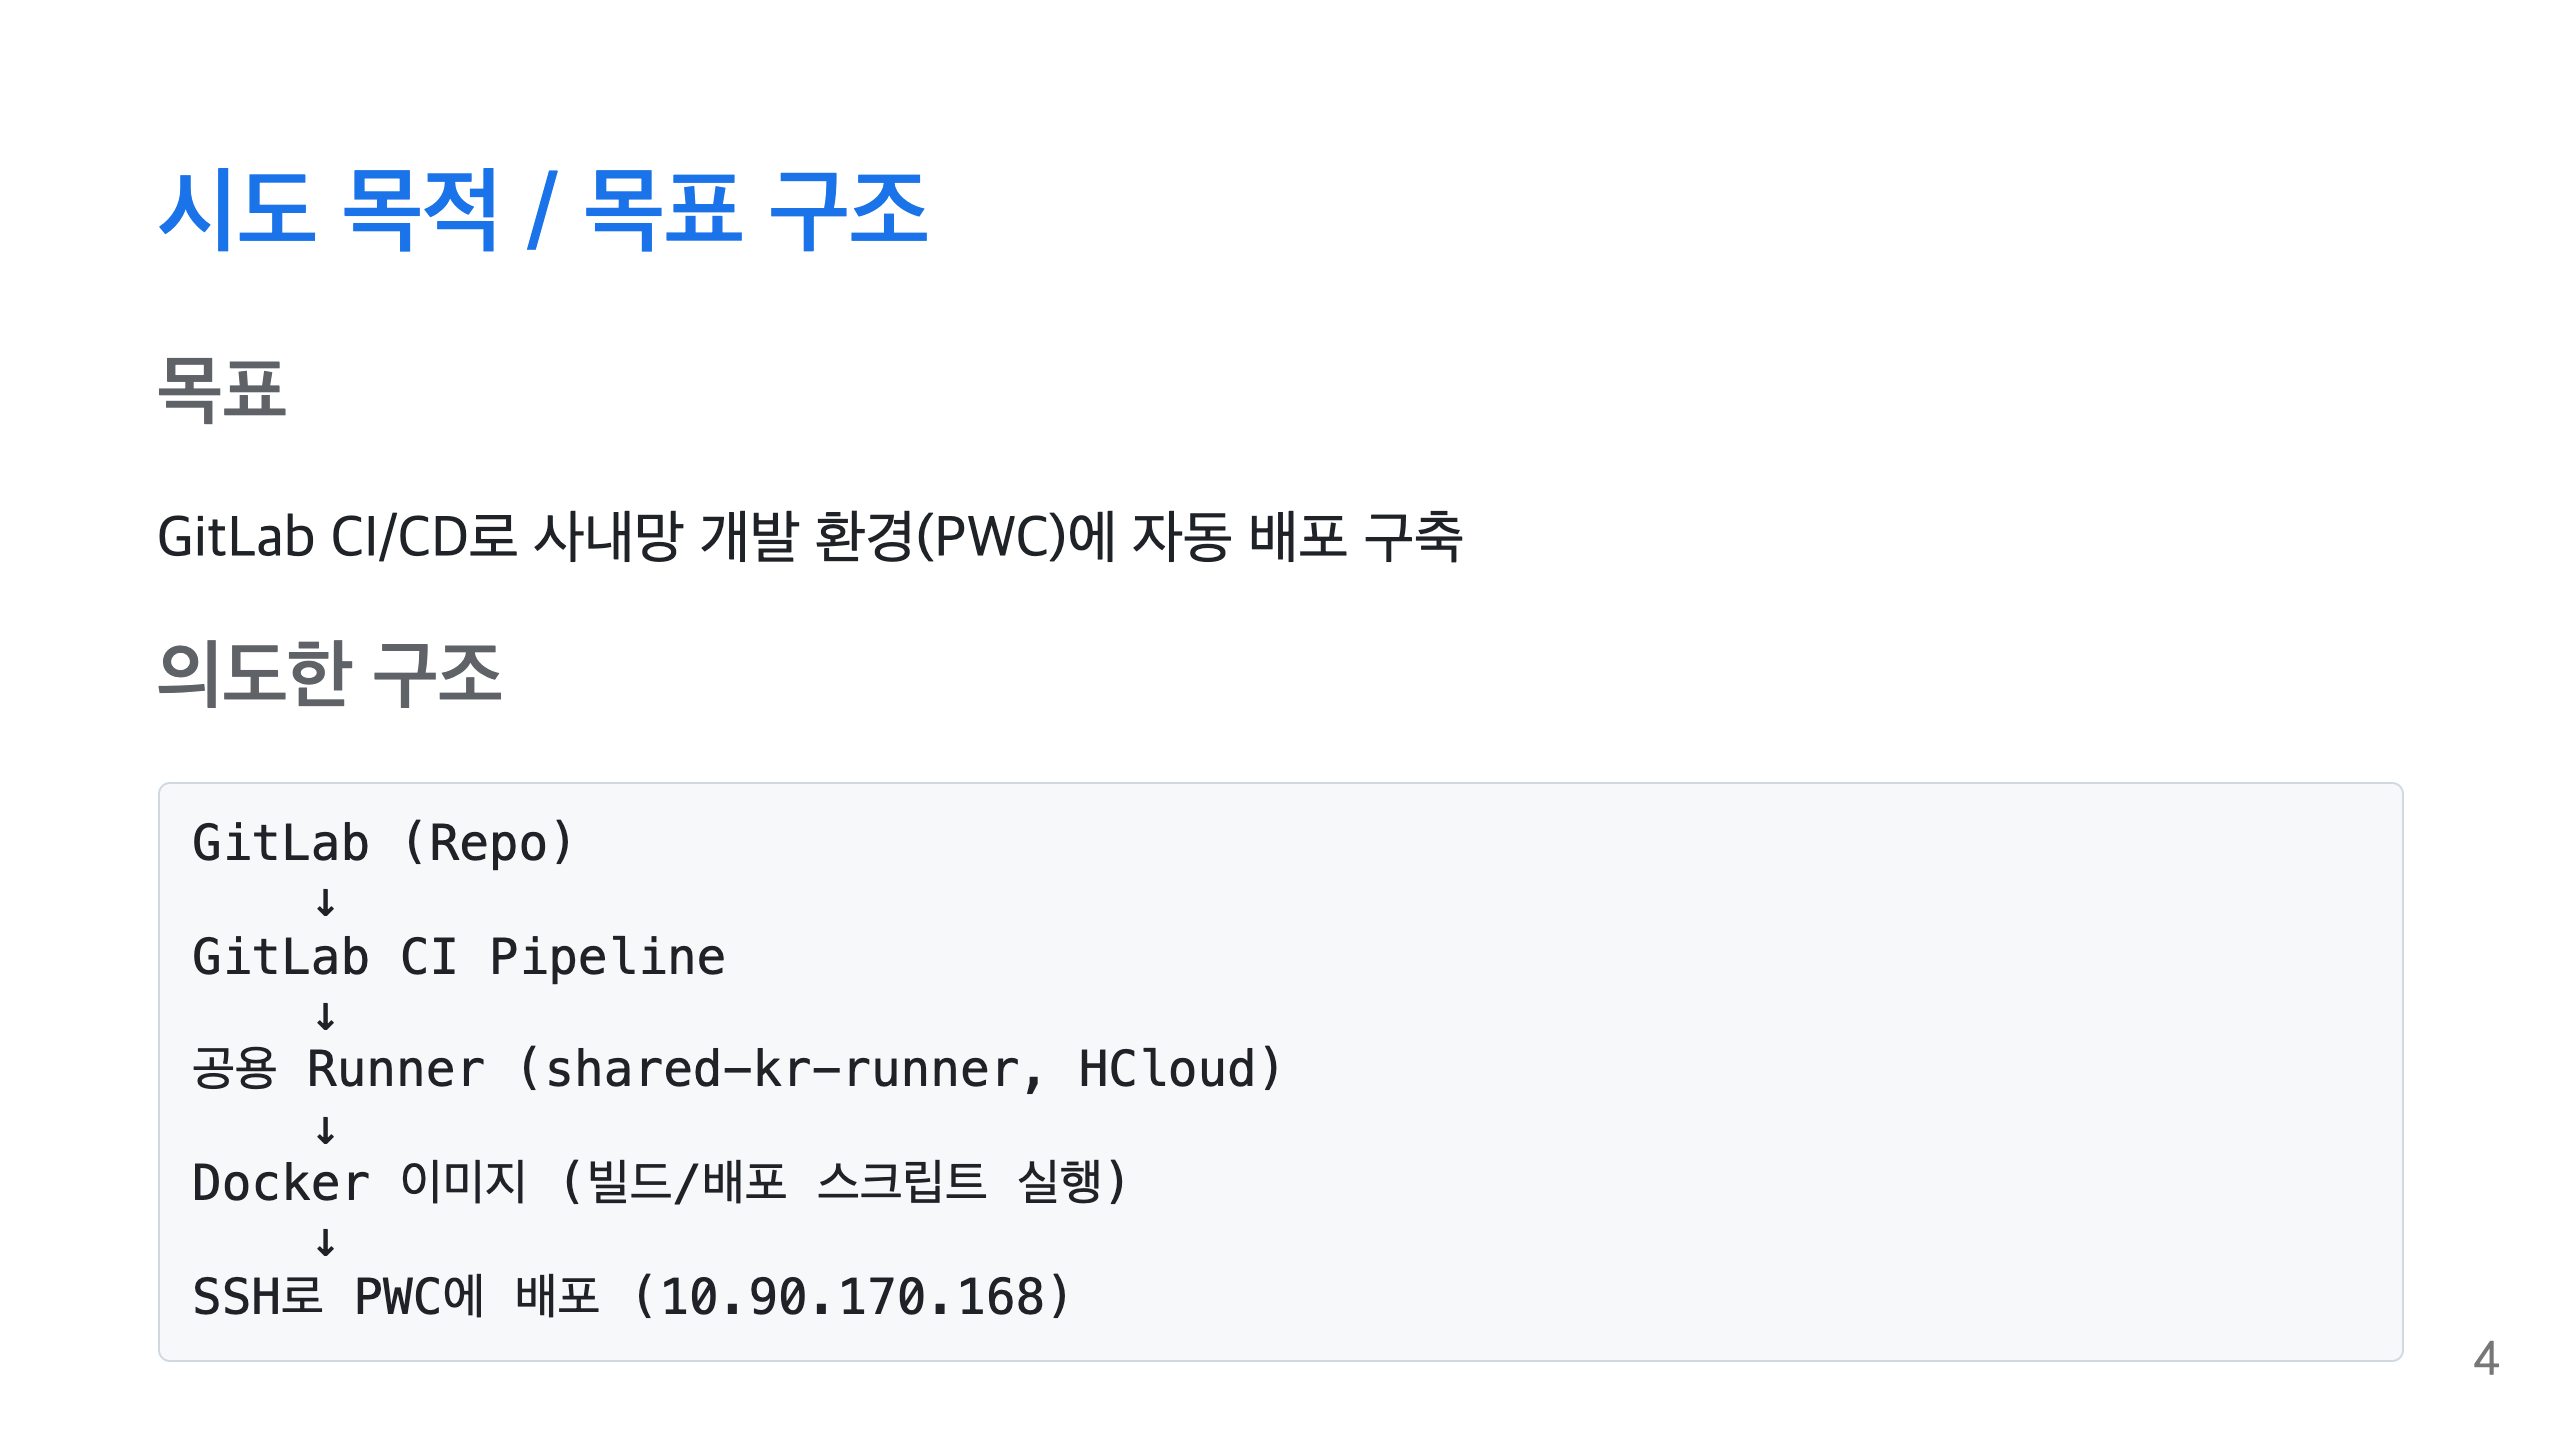 시도 목적 / 목표 구조
목표
GitLab CI/CD로 사내망 개발 환경(PWC)에 자동 배포 구축
의도한 구조
GitLab (Repo)
↓
GitLab CI Pipeline
↓
공용 Runner (shared-kr-runner, HCloud)
↓
Docker 이미지 (빌드/배포 스크립트 실행)
↓
SSH로 PWC에 배포 (10.90.170.168)
4